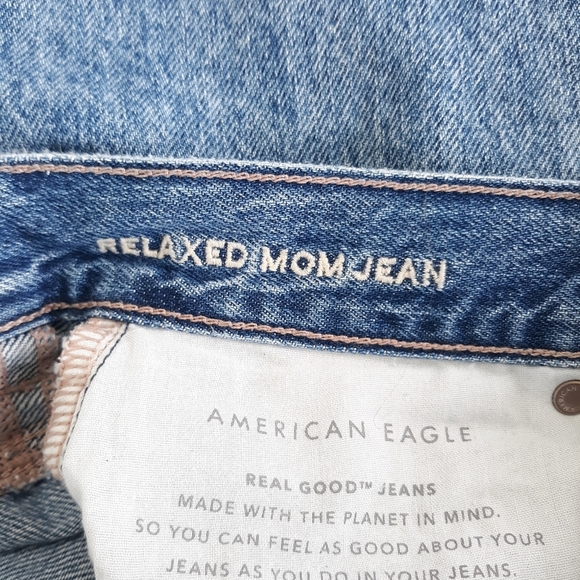 RELAXED MOM JEAN
AMERICAN EAGLE
REAL GOOD™ JEANS
MADE WITH THE PLANET IN MIND.
SO YOU CAN FEEL AS GOOD ABOUT YOUR
JEANS AS YOU DO IN YOUR JEANS.